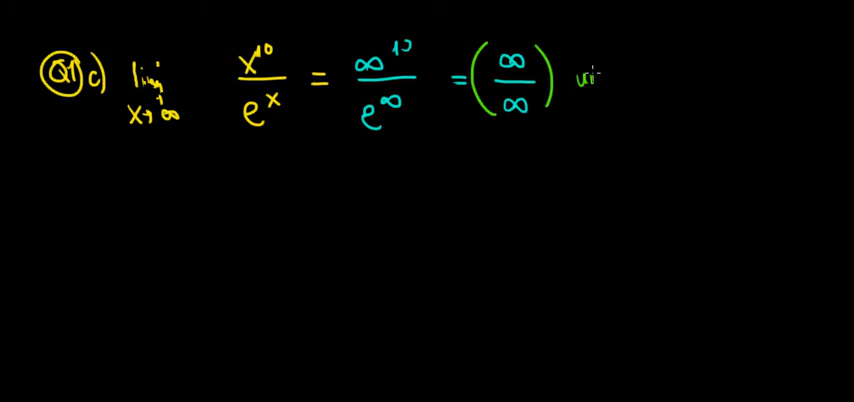 Q1 c) lim x→∞ x^10 / e^x = ∞^10 / e^∞ = (∞/∞)